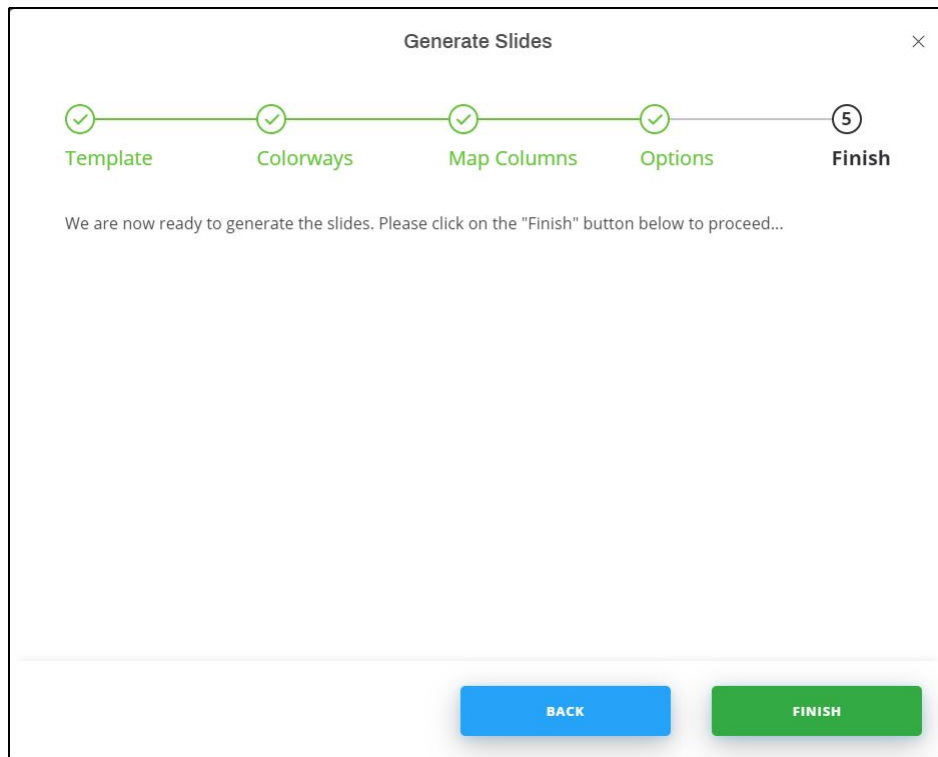 Generate Slides
5
Template Colorways Map Columns Options Finish
We are now ready to generate the slides. Please click on the "Finish" button below to proceed...
BACK FINISH